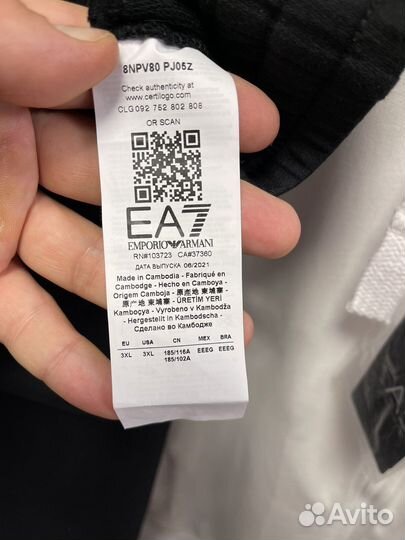 8NPV80 PJ05Z
Check authenticity at
www.certilogo.com
CLG 092 752 802 808
OR SCAN
EA7
EMPORIO ARMANI
RN#103723 CA#37360
ДАТА ВЫПУСКА 06/2021
Made in Cambodia - Fabriqué en
Cambodge - Hecho en Camboya -
Origem Camboja - 原产地 柬埔寨 -
原产地 柬埔寨 - ÜRETİM YERİ
Kamboçya - Vyrobeno v Kambodža
- Hergestellt in Kambodscha -
Сделано во Камбодже
EU USA CN MEX BRA
3XL 3XL 185/116A EEEG EEEG
185/102A
Avito